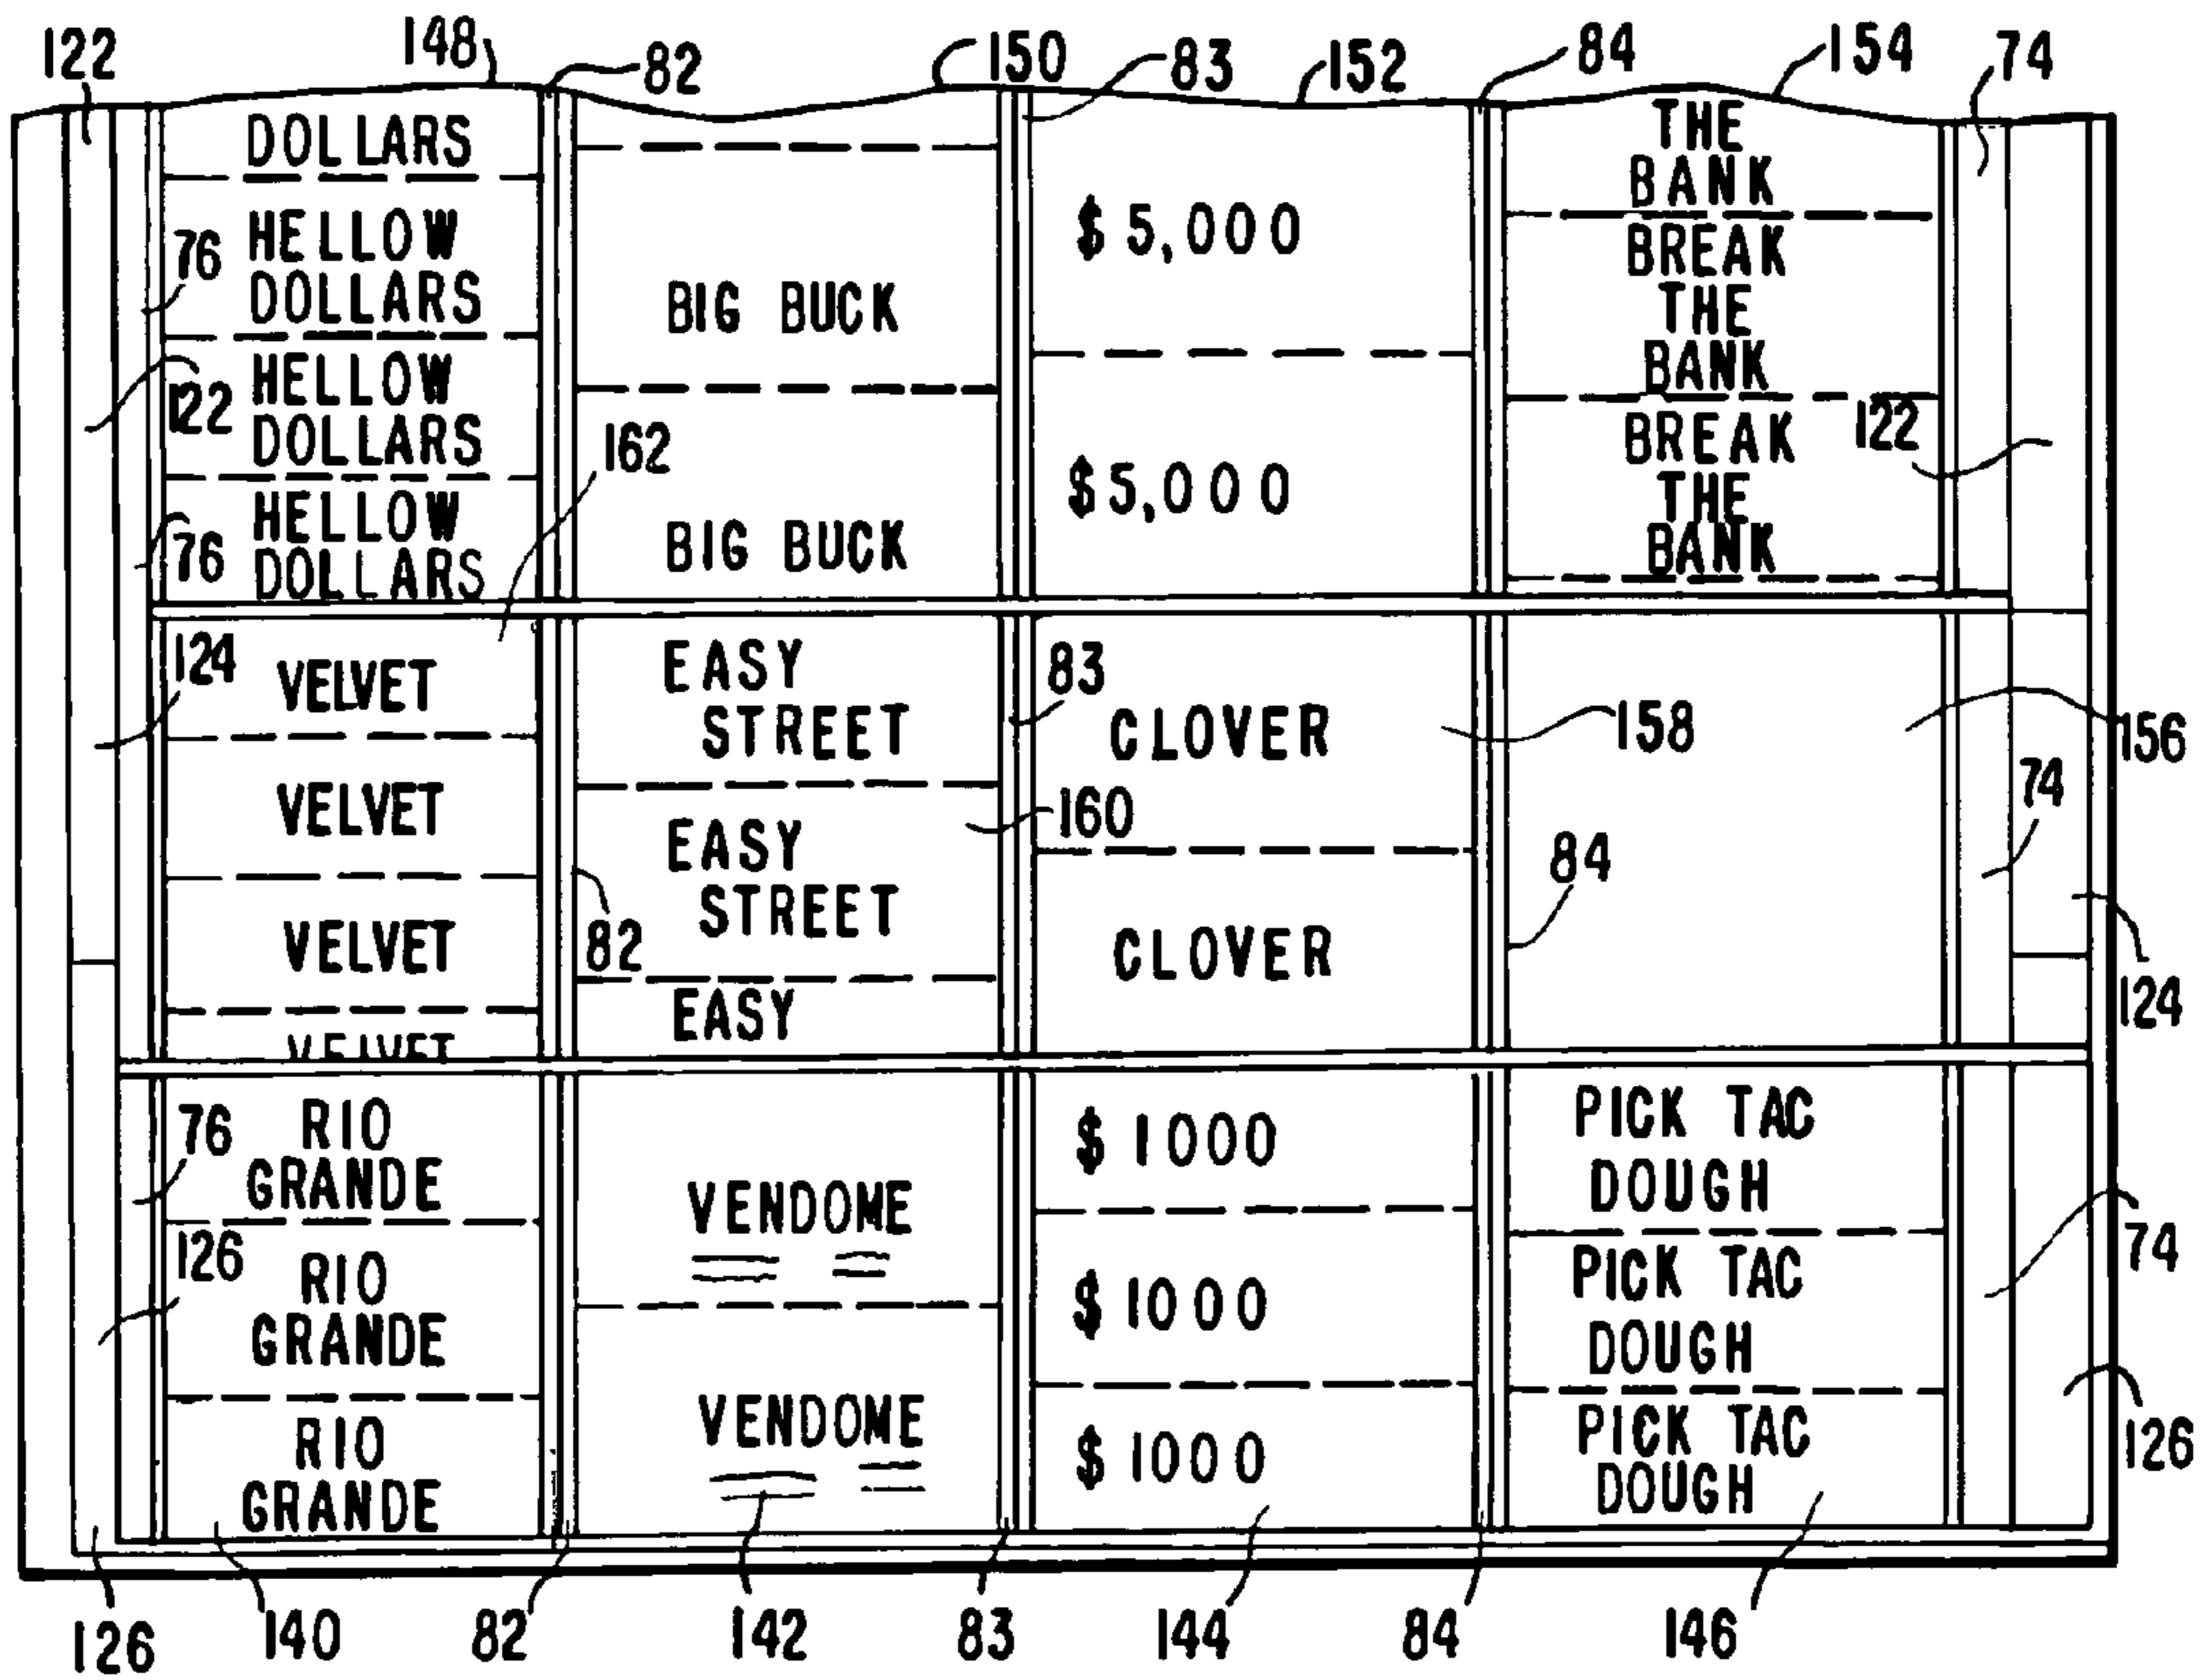 122
148
82
150
83
152
84
154
74
DOLLARS
HELLOW
DOLLARS
HELLOW
DOLLARS
HELLOW
DOLLARS
76
122
76
162
BIG BUCK
BIG BUCK
$ 5,000
$5,000
THE
BANK
BREAK
THE
BANK
BREAK
THE
BANK
122
124
VELVET
VELVET
VELVET
VELVET
EASY
STREET
EASY
STREET
EASY
82
83
160
CLOVER
CLOVER
158
84
156
74
124
76
126
RIO
GRANDE
RIO
GRANDE
RIO
GRANDE
VENDOME
VENDOME
$ 1000
$ 1000
$ 1000
PICK TAC
DOUGH
PICK TAC
DOUGH
PICK TAC
DOUGH
74
126
126
140
82
142
83
144
84
146